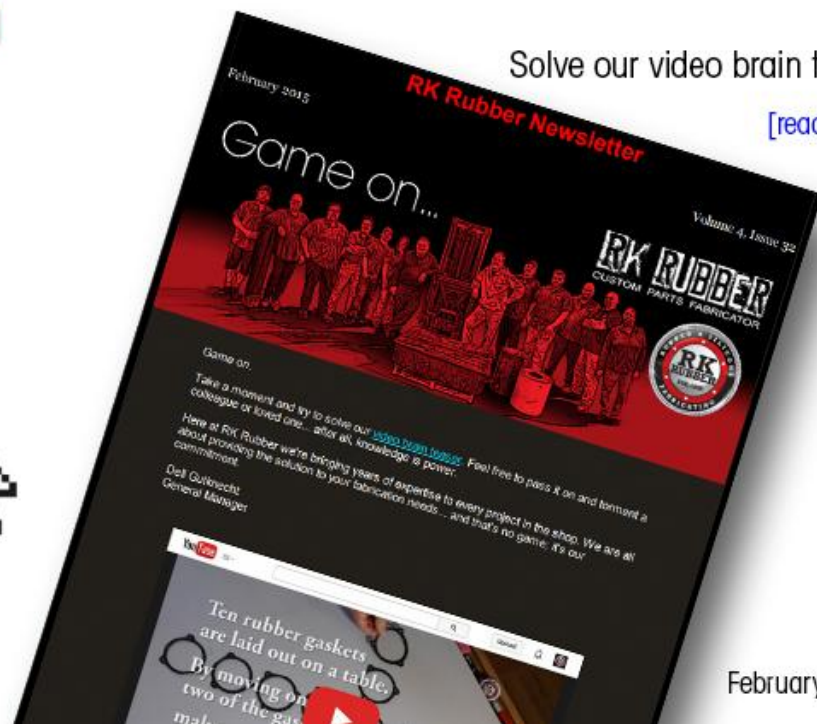 Solve our video brain t
[read
February 2015
RK Rubber Newsletter
Game on...
Volume 4, Issue 32
RK RUBBER
CUSTOM PARTS FABRICATOR
RK
RUBBER
FABRICATING
Game on.
Take a moment and try to solve our video brain teaser. Feel free to pass it on and torment a
colleague or loved one... after all, knowledge is power.
Here at RK Rubber we're bringing years of expertise to every project in the shop. We are all
about providing the solution to your fabrication needs... and that's no game, it's our
commitment.
Dell Gutknecht
General Manager
YouTube
Upload
Ten rubber gaskets
are laid out on a table.
By moving on
two of the gas
mak
February